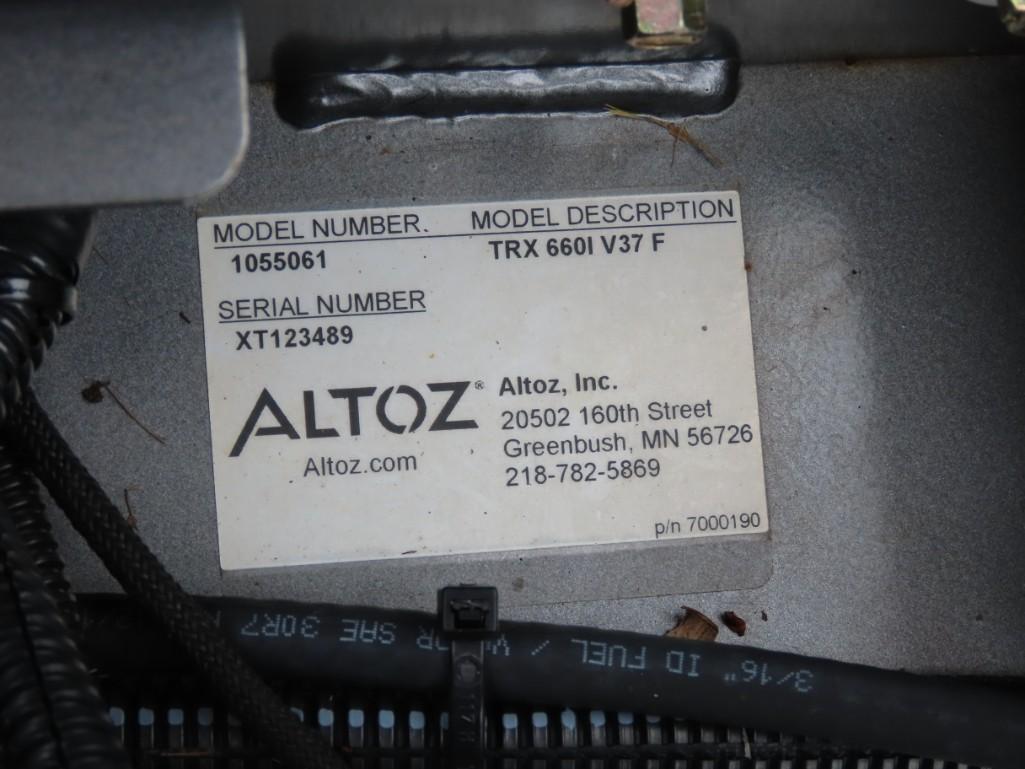 MODEL NUMBER. MODEL DESCRIPTION
1055061 TRX 660I V37 F
SERIAL NUMBER
XT123489
ALTOZ®
Altoz.com
Altoz, Inc.
20502 160th Street
Greenbush, MN 56726
218-782-5869
p/n 7000190
3/16" ID FUEL / SAE 30R7